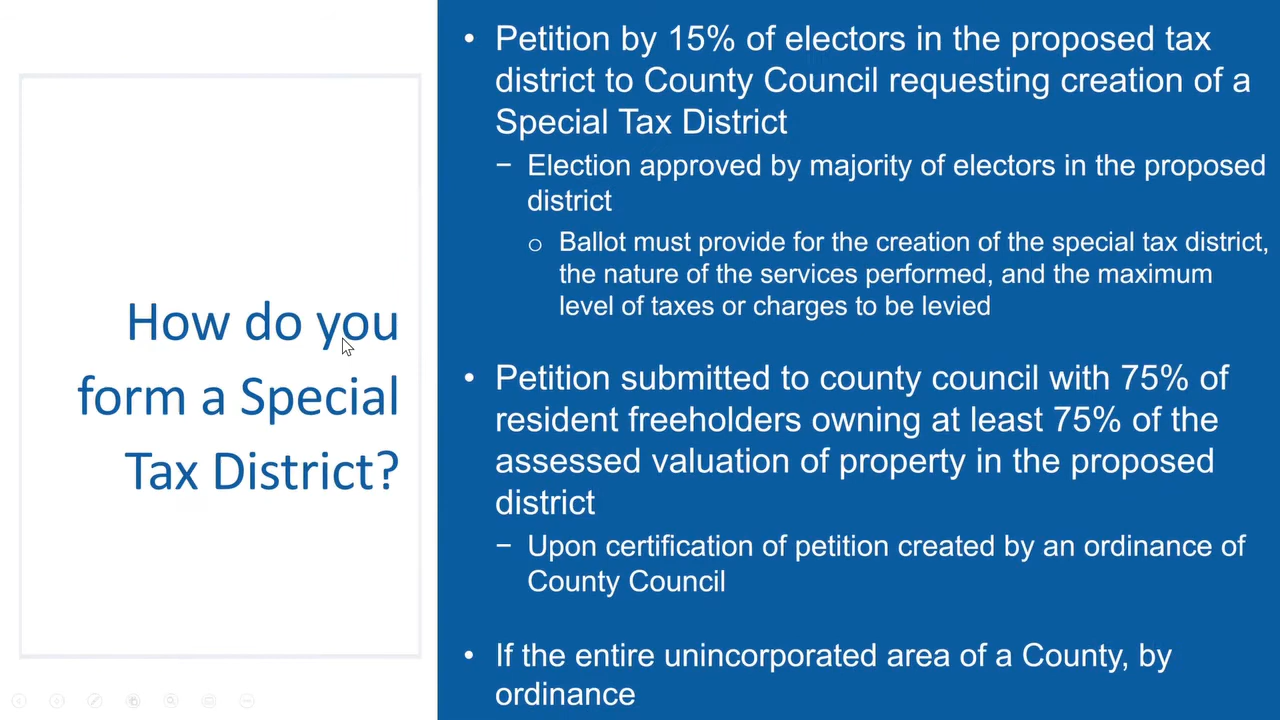 How do you
form a Special
Tax District?
• Petition by 15% of electors in the proposed tax
district to County Council requesting creation of a
Special Tax District
− Election approved by majority of electors in the proposed
district
o Ballot must provide for the creation of the special tax district,
the nature of the services performed, and the maximum
level of taxes or charges to be levied
• Petition submitted to county council with 75% of
resident freeholders owning at least 75% of the
assessed valuation of property in the proposed
district
− Upon certification of petition created by an ordinance of
County Council
• If the entire unincorporated area of a County, by
ordinance